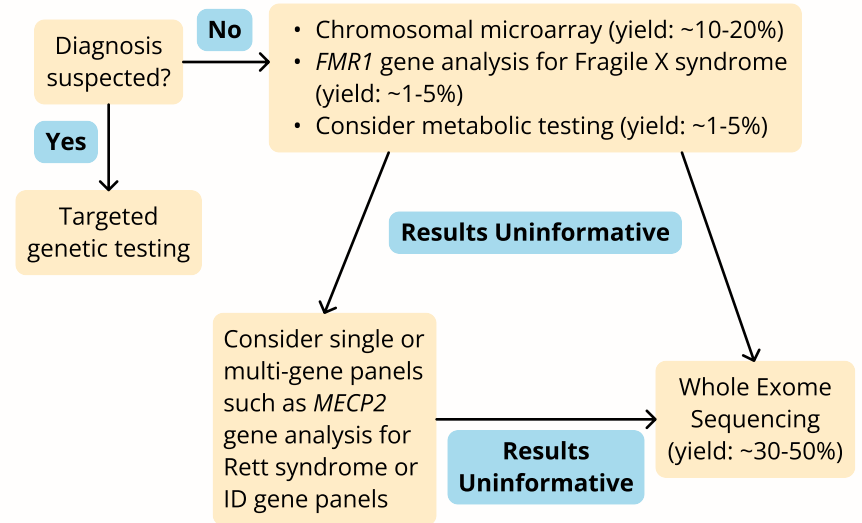 Diagnosis
suspected?
No
• Chromosomal microarray (yield: ~10-20%)
• FMR1 gene analysis for Fragile X syndrome
(yield: ~1-5%)
• Consider metabolic testing (yield: ~1-5%)
Yes
Targeted
genetic testing
Results Uninformative
Consider single or
multi-gene panels
such as MECP2
gene analysis for
Rett syndrome or
ID gene panels
Results
Uninformative
Whole Exome
Sequencing
(yield: ~30-50%)